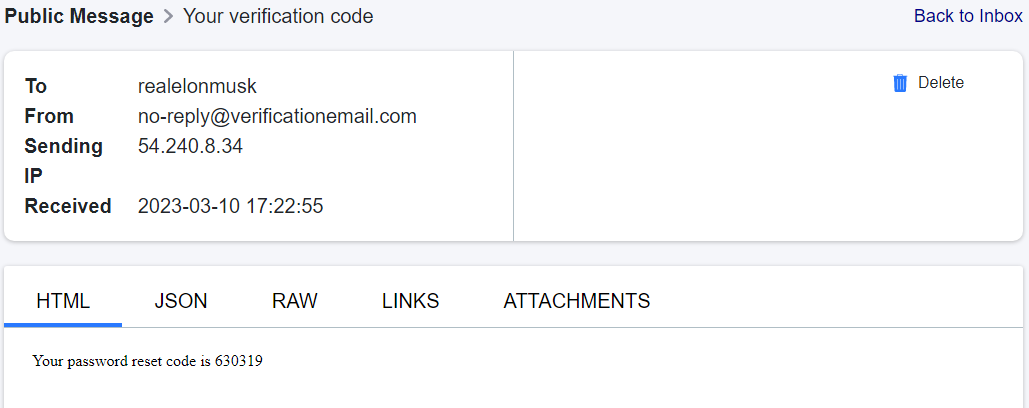 Public Message > Your verification code
Back to Inbox
To realelonmusk
From no-reply@verificationemail.com
Sending IP 54.240.8.34
Received 2023-03-10 17:22:55
Delete
HTML JSON RAW LINKS ATTACHMENTS
Your password reset code is 630319